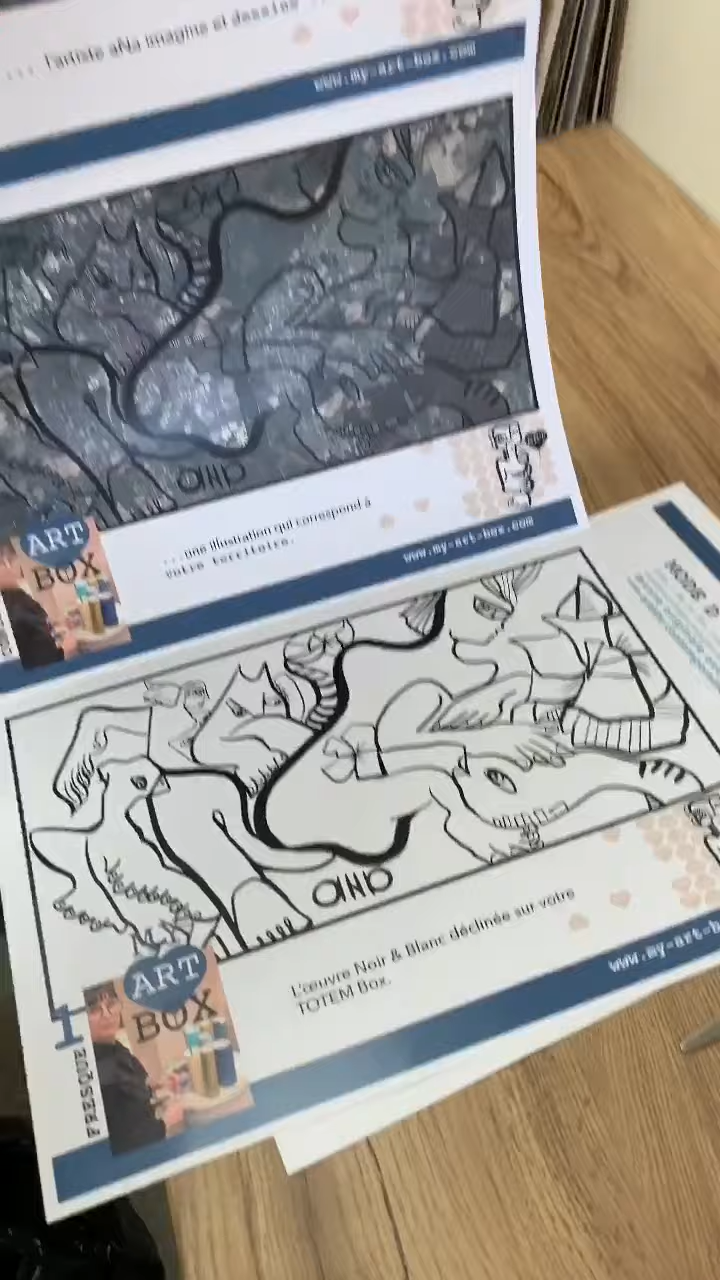 ... l'artiste aNa imagine et dessine ...
www.my-art-box.com
aNa
...une illustration qui correspond à
votre territoire.
ART
BOX
www.my-art-box.com
MODE D
aNa
L'œuvre Noir & Blanc déclinée sur votre
TOTEM Box.
ART
BOX
1
www.my-art-b